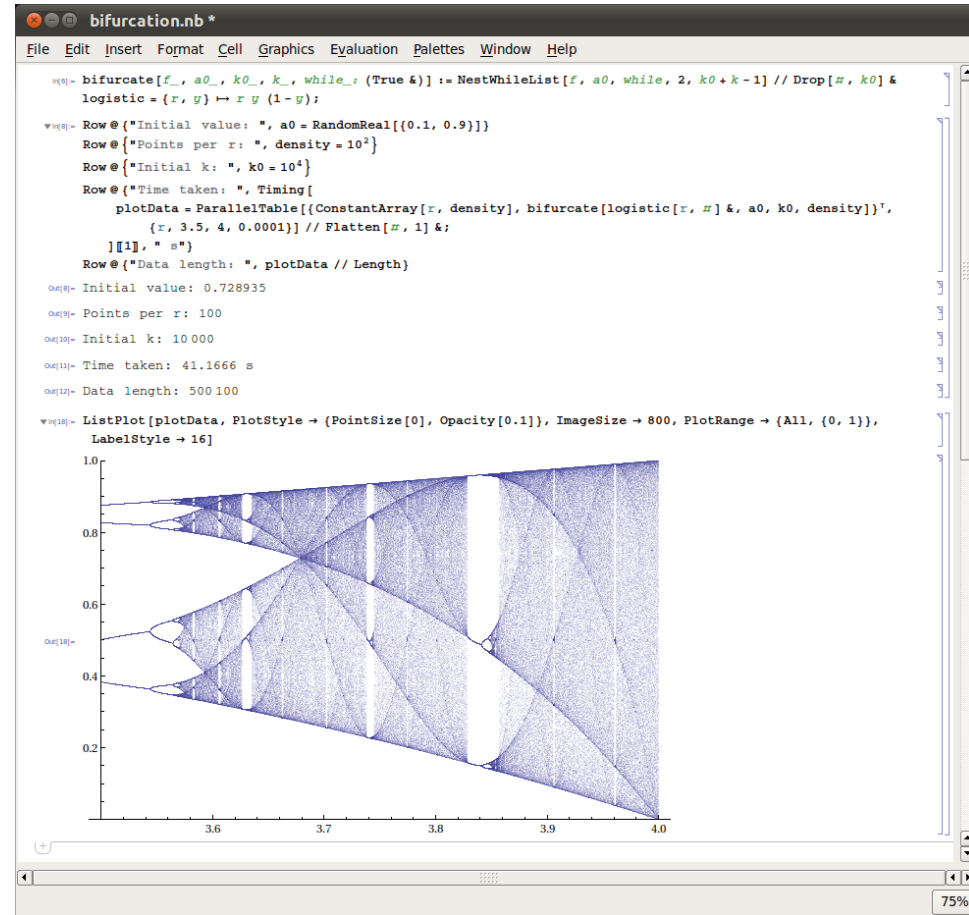 bifurcation.nb *
File Edit Insert Format Cell Graphics Evaluation Palettes Window Help
In[6]:= bifurcate[f_, a0_, k0_, k_, while_: (True &)] := NestWhileList[f, a0, while, 2, k0 + k - 1] // Drop[#, k0] &
logistic = {r, y} ↦ r y (1 - y);
In[8]:= Row@{"Initial value: ", a0 = RandomReal[{0.1, 0.9}]}
Row@{"Points per r: ", density = 10²}
Row@{"Initial k: ", k0 = 10⁴}
Row@{"Time taken: ", Timing[
plotData = ParallelTable[{ConstantArray[r, density], bifurcate[logistic[r, #] &, a0, k0, density]}ᵀ,
{r, 3.5, 4, 0.0001}] // Flatten[#, 1] &;
]〚1〛, " s"}
Row@{"Data length: ", plotData // Length}
Out[8]= Initial value: 0.728935
Out[9]= Points per r: 100
Out[10]= Initial k: 10 000
Out[11]= Time taken: 41.1666 s
Out[12]= Data length: 500 100
In[18]:= ListPlot[plotData, PlotStyle → {PointSize[0], Opacity[0.1]}, ImageSize → 800, PlotRange → {All, {0, 1}},
LabelStyle → 16]
1.0
0.8
0.6
Out[18]=
0.4
0.2
3.6 3.7 3.8 3.9 4.0
75%